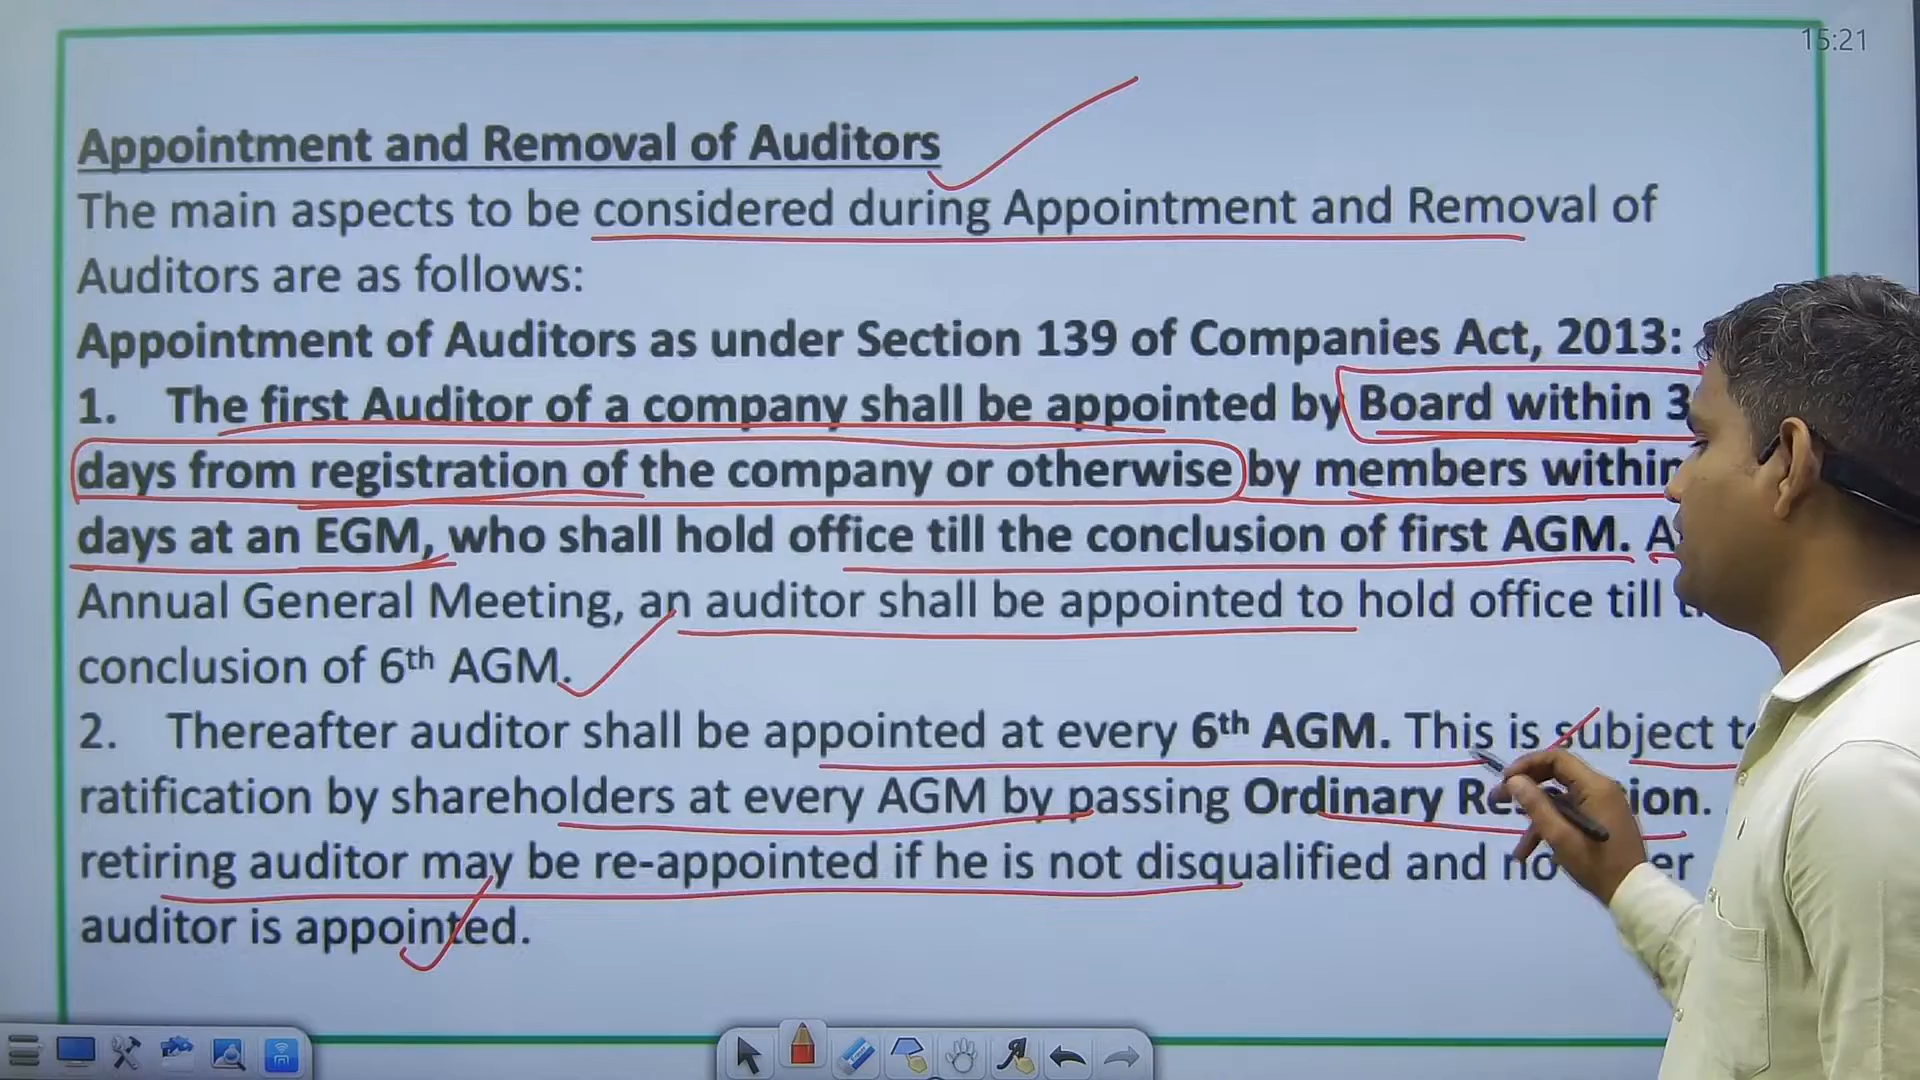 15:21
Appointment and Removal of Auditors
The main aspects to be considered during Appointment and Removal of
Auditors are as follows:
Appointment of Auditors as under Section 139 of Companies Act, 2013:
1. The first Auditor of a company shall be appointed by Board within
days from registration of the company or otherwise by members within
days at an EGM, who shall hold office till the conclusion of first AGM.
Annual General Meeting, an auditor shall be appointed to hold office till
conclusion of 6th AGM.
2. Thereafter auditor shall be appointed at every 6th AGM. This is subject
ratification by shareholders at every AGM by passing Ordinary
retiring auditor may be re-appointed if he is not disqualified and
auditor is appointed.